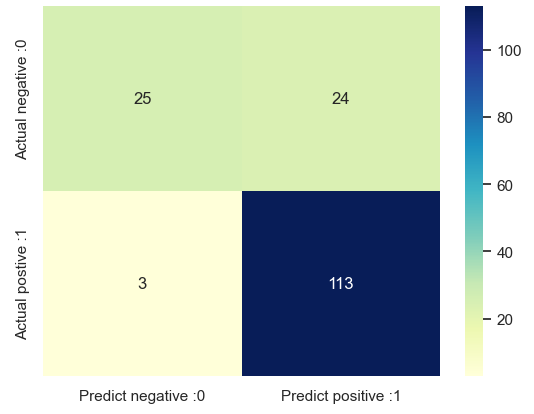 Actual negative :0
25
24
Actual postive :1
3
113
Predict negative :0
Predict positive :1
100
80
60
40
20